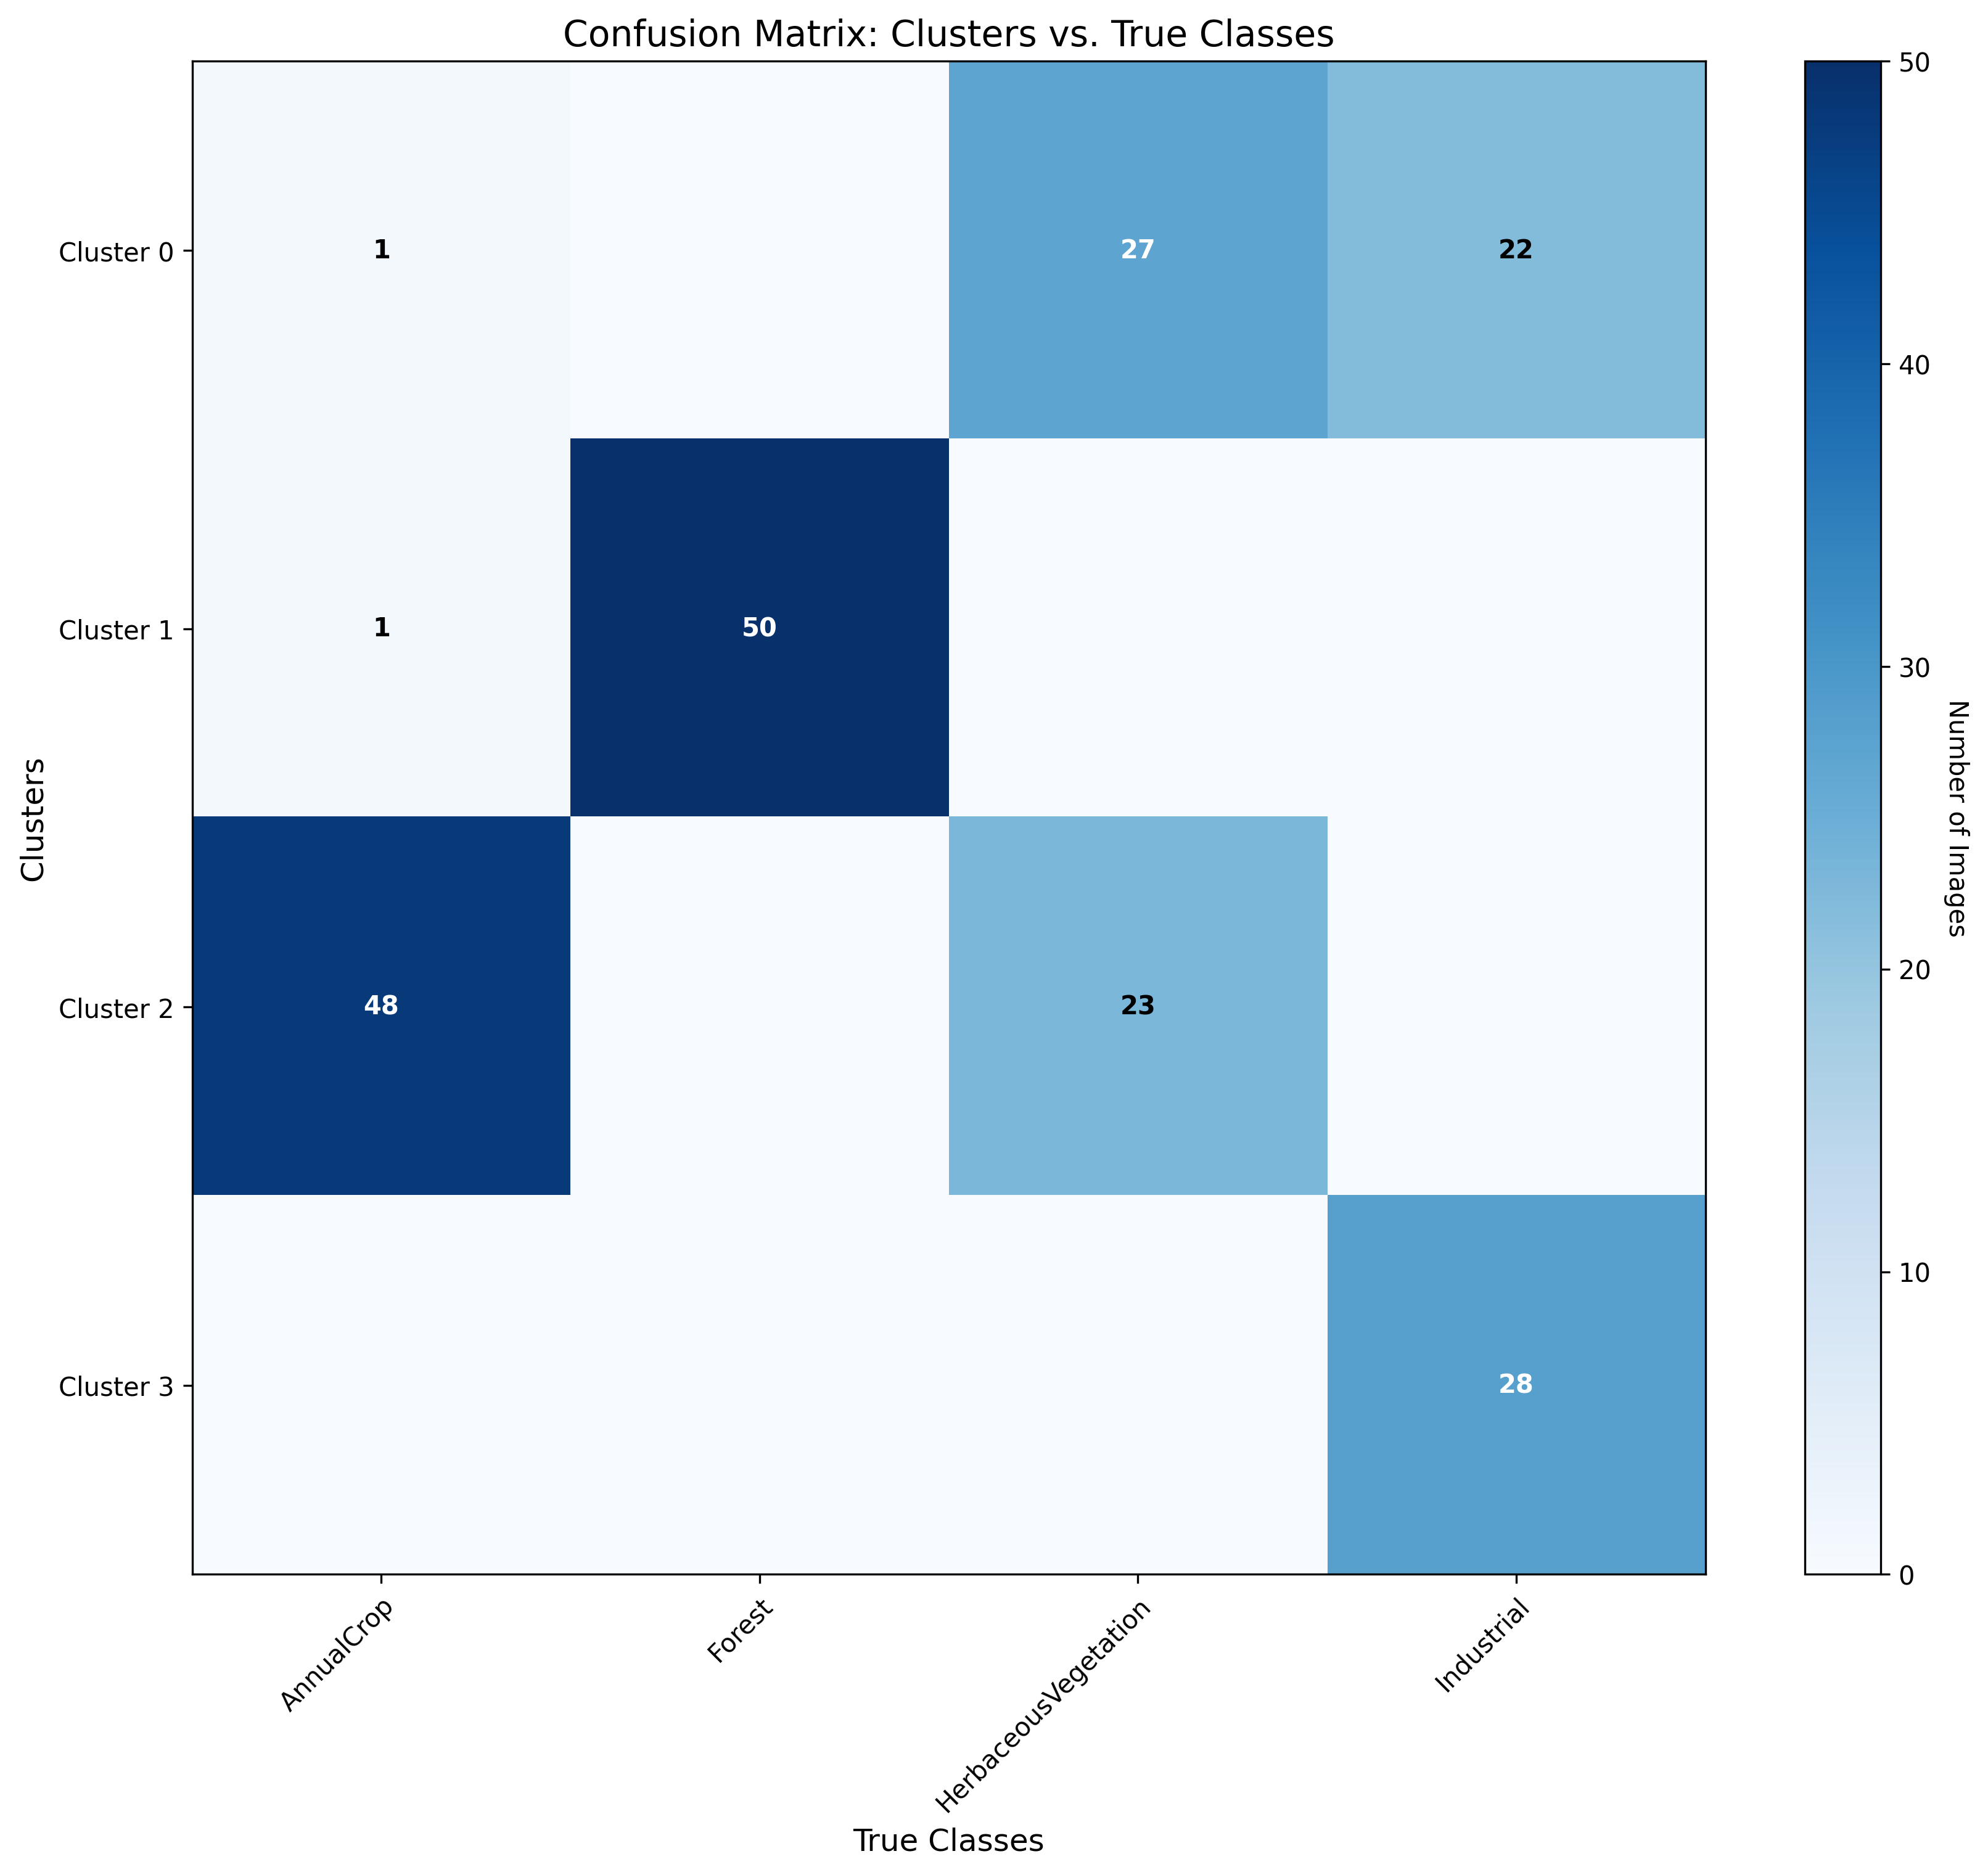 Confusion Matrix: Clusters vs. True Classes
Cluster 0
1
27
22
Cluster 1
1
50
Cluster 2
48
23
Cluster 3
28
Clusters
AnnualCrop
Forest
HerbaceousVegetation
Industrial
True Classes
50
40
30
20
10
0
Number of Images